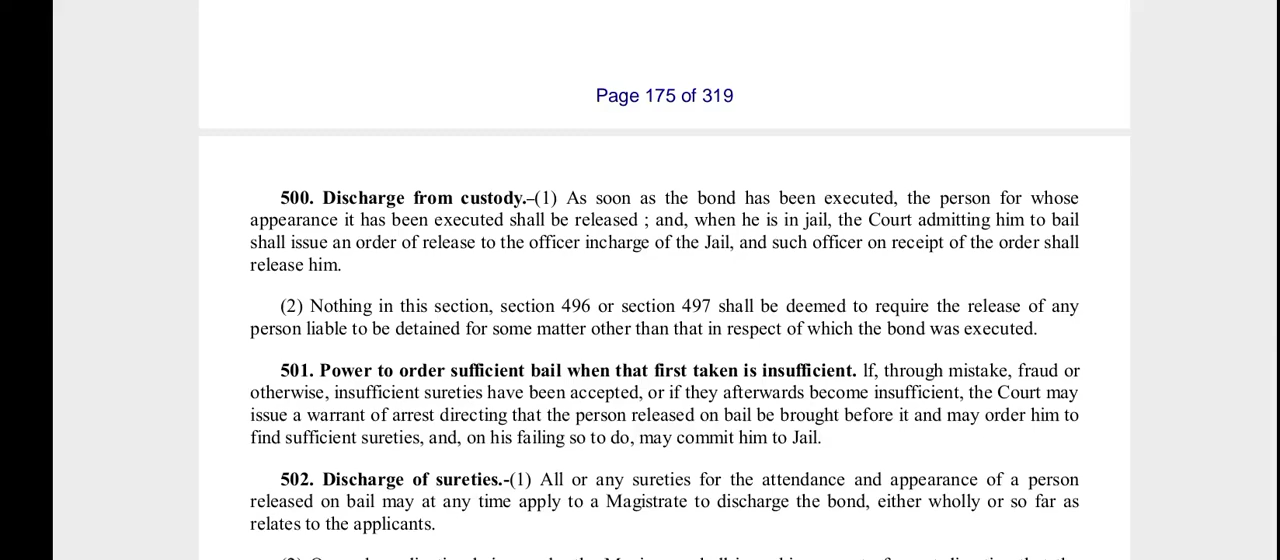 Page 175 of 319
500. Discharge from custody.–(1) As soon as the bond has been executed, the person for whose
appearance it has been executed shall be released ; and, when he is in jail, the Court admitting him to bail
shall issue an order of release to the officer incharge of the Jail, and such officer on receipt of the order shall
release him.
(2) Nothing in this section, section 496 or section 497 shall be deemed to require the release of any
person liable to be detained for some matter other than that in respect of which the bond was executed.
501. Power to order sufficient bail when that first taken is insufficient. If, through mistake, fraud or
otherwise, insufficient sureties have been accepted, or if they afterwards become insufficient, the Court may
issue a warrant of arrest directing that the person released on bail be brought before it and may order him to
find sufficient sureties, and, on his failing so to do, may commit him to Jail.
502. Discharge of sureties.-(1) All or any sureties for the attendance and appearance of a person
released on bail may at any time apply to a Magistrate to discharge the bond, either wholly or so far as
relates to the applicants.